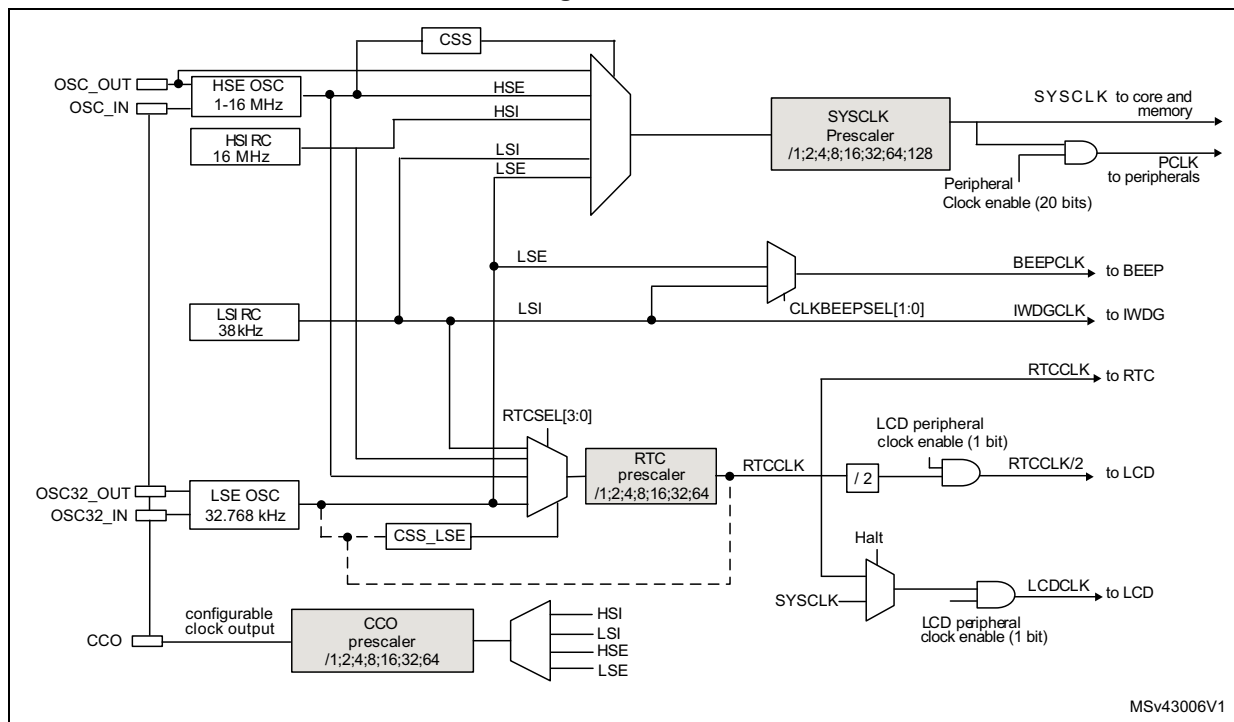 CSS
OSC_OUT
OSC_IN
HSE OSC
1-16 MHz
HSI RC
16 MHz
HSE
HSI
LSI
LSE
SYSCLK
Prescaler
/1;2;4;8;16;32;64;128
SYSCLK to core and
memory
PCLK
to peripherals
Peripheral
Clock enable (20 bits)
LSE
BEEPCLK
to BEEP
CLKBEEPSEL[1:0]
LSI RC
38kHz
LSI
IWDGCLK
to IWDG
RTCCLK
to RTC
RTCSEL[3:0]
LCD peripheral
clock enable (1 bit)
RTC
prescaler
/1;2;4;8;16;32;64
RTCCLK
/ 2
RTCCLK/2
to LCD
OSC32_OUT
OSC32_IN
LSE OSC
32.768 kHz
CSS_LSE
Halt
SYSCLK
LCDCLK
to LCD
LCD peripheral
clock enable (1 bit)
configurable
clock output
CCO
CCO
prescaler
/1;2;4;8;16;32;64
HSI
LSI
HSE
LSE
MSv43006V1